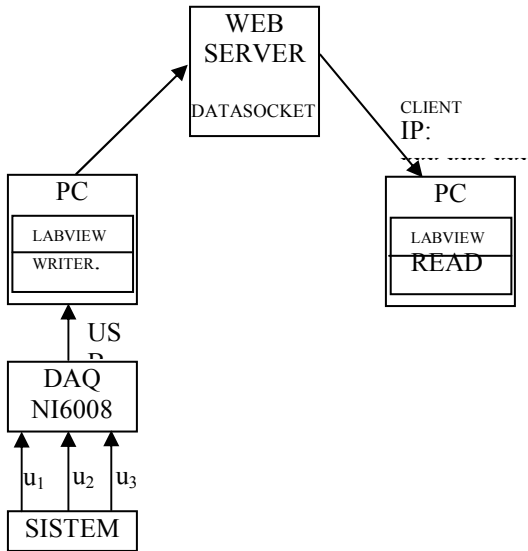 WEB
SERVER
DATASOCKET
CLIENT
IP:
PC
LABVIEW
WRITER.
PC
LABVIEW
READ
US
DAQ
NI6008
u₁ u₂ u₃
SISTEM